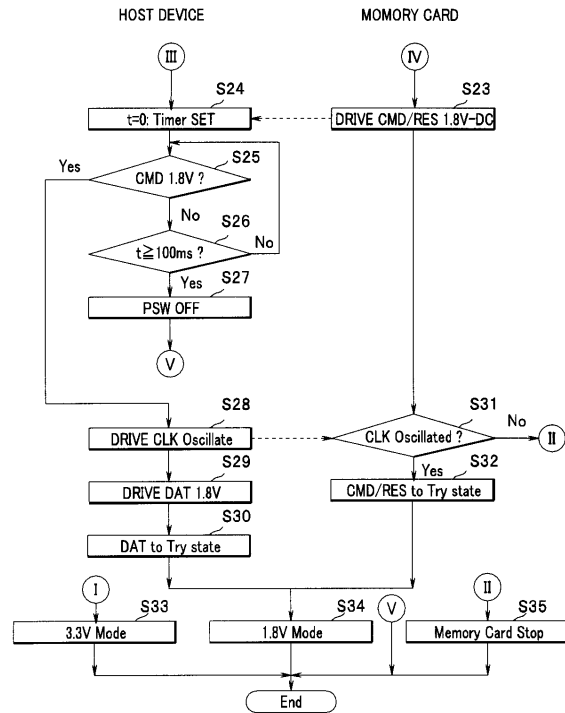 HOST DEVICE
MOMORY CARD
III
IV
S24
S23
t=0: Timer SET
DRIVE CMD/RES 1.8V-DC
S25
Yes
CMD 1.8V ?
No
S26
t≧100ms ?
No
Yes
S27
PSW OFF
V
S28
S31
DRIVE CLK Oscillate
CLK Oscillated ?
No
II
S29
Yes
S32
DRIVE DAT 1.8V
CMD/RES to Try state
S30
DAT to Try state
I
II
S33
S34
V
S35
3.3V Mode
1.8V Mode
Memory Card Stop
End